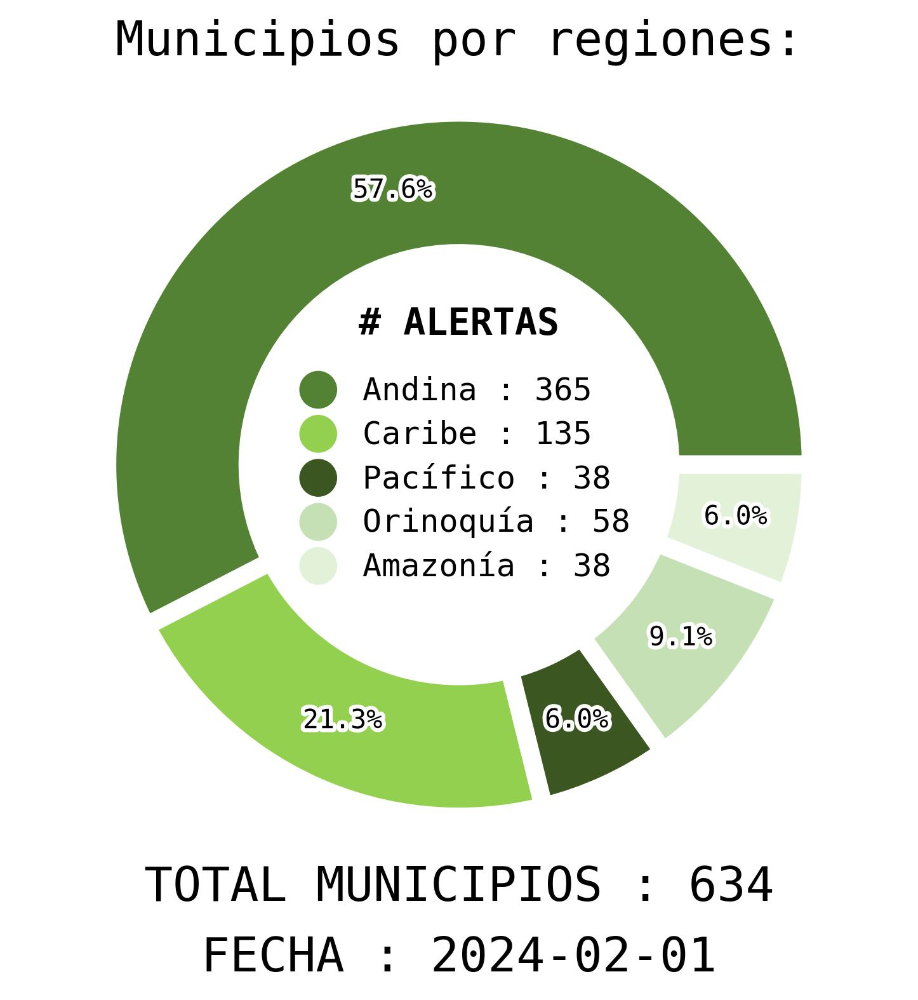 Municipios por regiones:
57.6%
# ALERTAS
Andina : 365
Caribe : 135
Pacífico : 38
Orinoquía : 58
Amazonía : 38
6.0%
9.1%
6.0%
21.3%
TOTAL MUNICIPIOS : 634
FECHA : 2024-02-01